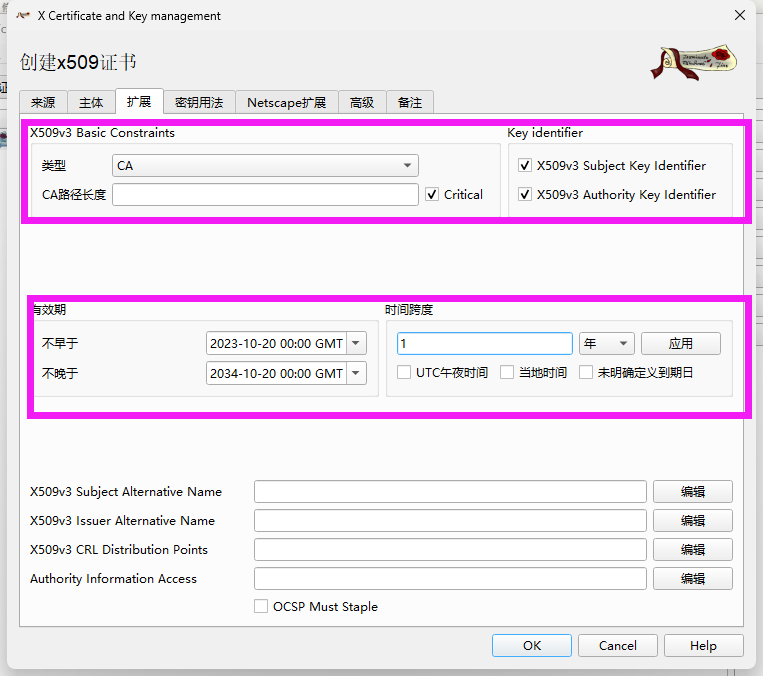 X Certificate and Key management
创建x509证书
来源 主体 扩展 密钥用法 Netscape扩展 高级 备注
X509v3 Basic Constraints Key identifier
类型 CA X509v3 Subject Key Identifier
CA路径长度 Critical X509v3 Authority Key Identifier
有效期 时间跨度
不早于 2023-10-20 00:00 GMT 1 年 应用
不晚于 2034-10-20 00:00 GMT UTC午夜时间 当地时间 未明确定义到期日
X509v3 Subject Alternative Name 编辑
X509v3 Issuer Alternative Name 编辑
X509v3 CRL Distribution Points 编辑
Authority Information Access 编辑
OCSP Must Staple
OK Cancel Help